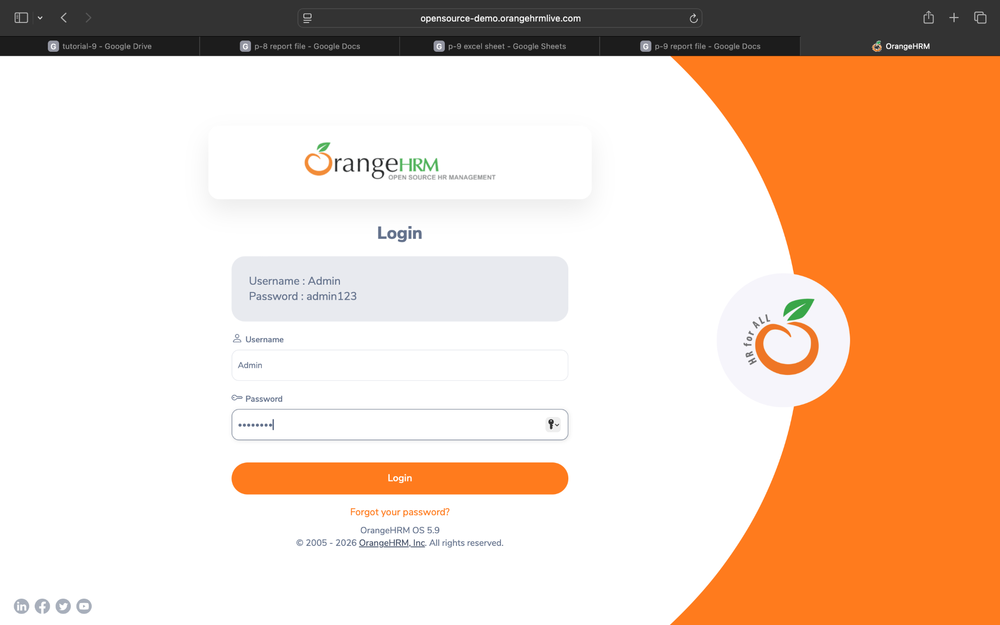 opensource-demo.orangehrmlive.com
G tutorial-9 - Google Drive
G p-8 report file - Google Docs
G p-9 excel sheet - Google Sheets
G p-9 report file - Google Docs
OrangeHRM
OrangeHRM
OPEN SOURCE HR MANAGEMENT
Login
Username : Admin
Password : admin123
Username
Admin
Password
••••••••
Login
Forgot your password?
OrangeHRM OS 5.9
© 2005 - 2026 OrangeHRM, Inc. All rights reserved.
HR for ALL